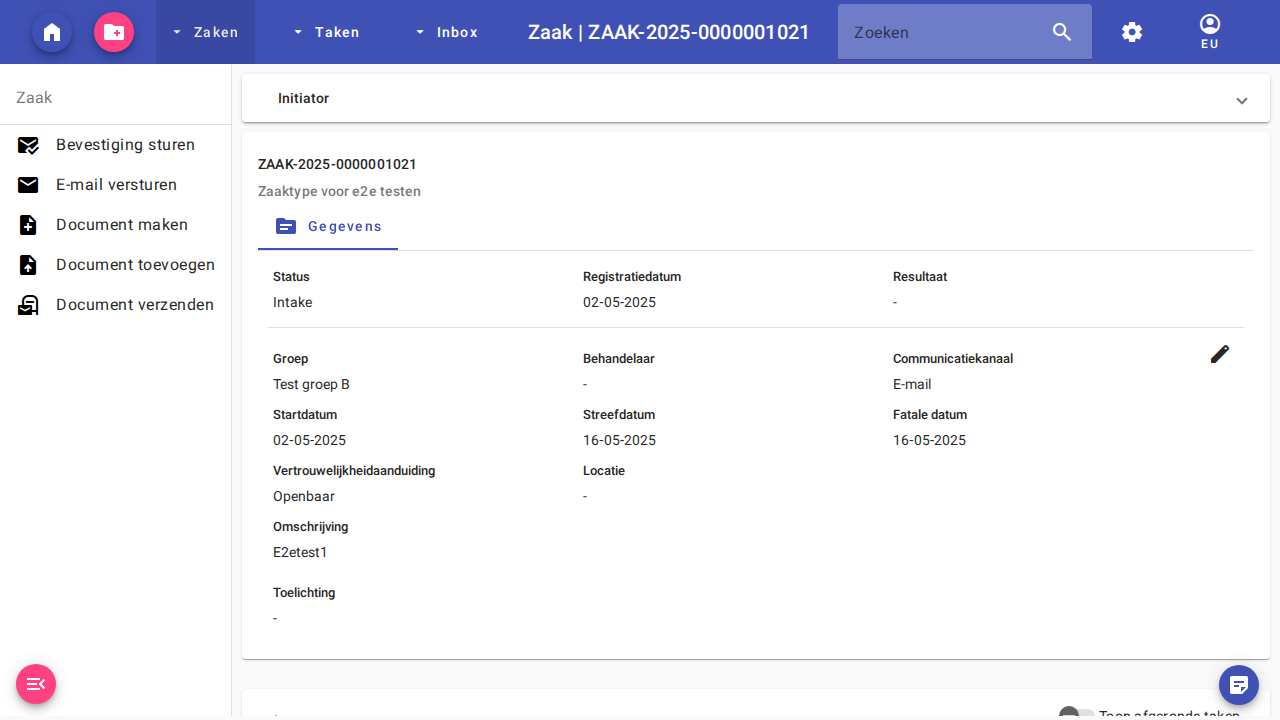 Zaken
Taken
Inbox
Zaak | ZAAK-2025-0000001021
Zoeken
EU
Zaak
Bevestiging sturen
E-mail versturen
Document maken
Document toevoegen
Document verzenden
Initiator
ZAAK-2025-0000001021
Zaaktype voor e2e testen
Gegevens
Status
Registratiedatum
Resultaat
Intake
02-05-2025
-
Groep
Behandelaar
Communicatiekanaal
Test groep B
-
E-mail
Startdatum
Streefdatum
Fatale datum
02-05-2025
16-05-2025
16-05-2025
Vertrouwelijkheidaanduiding
Locatie
Openbaar
-
Omschrijving
E2etest1
Toelichting
-
Toon afgeronde taken